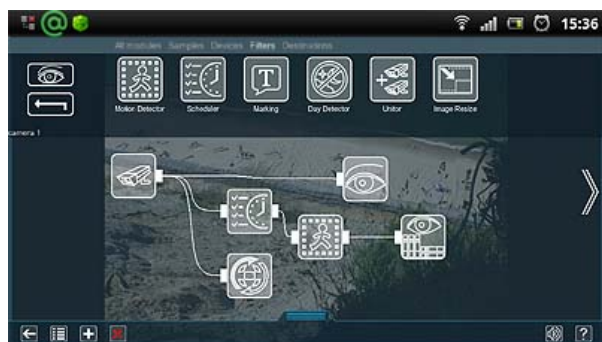 15:36
All modules Samples Devices Filters Destinations
Motion Detector Scheduler Marking Day Detector Unitor Image Resize
camera 1